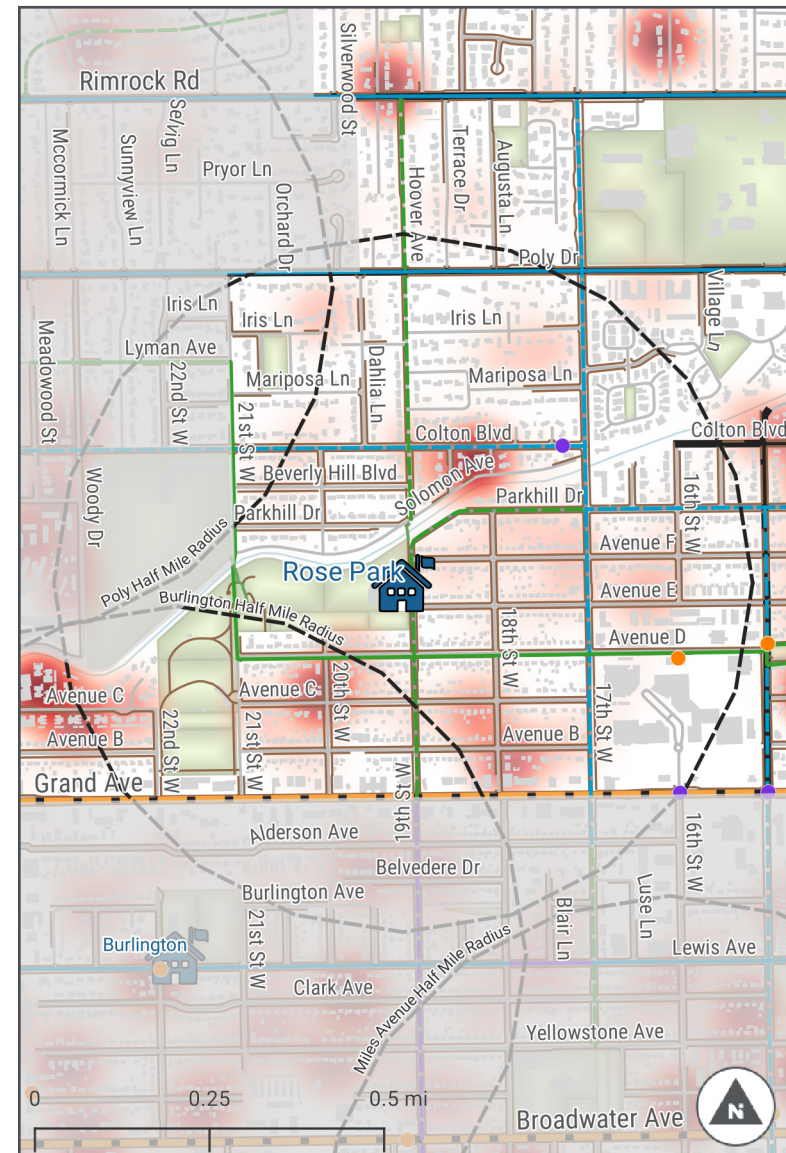 Silverwood St
Rimrock Rd
Mccormick Ln
Sunnyview Ln
Selvig Ln
Pryor Ln
Orchard Dr
Hoover Ave
Terrace Dr
Augusta Ln
Poly Dr
Village Ln
Iris Ln
Iris Ln
Iris Ln
Meadowood St
Lyman Ave
22nd St W
Mariposa Ln
Dahlia Ln
Mariposa Ln
21st St W
Colton Blvd
Colton Blvd
Beverly Hill Blvd
Solomon Ave
Woody Dr
Parkhill Dr
Parkhill Dr
16th St W
Poly Half Mile Radius
Avenue F
Rose Park
Avenue E
Burlington Half Mile Radius
18th St W
Avenue D
Avenue C
Avenue C
20th St W
17th St W
Avenue B
Avenue B
22nd St W
21st St W
Grand Ave
19th St W
Alderson Ave
16th St W
Belvedere Dr
Burlington Ave
Luse Ln
Blair Ln
21st St W
Burlington
Lewis Ave
Clark Ave
Miles Avenue Half Mile Radius
Yellowstone Ave
0 0.25 0.5 mi
Broadwater Ave
N